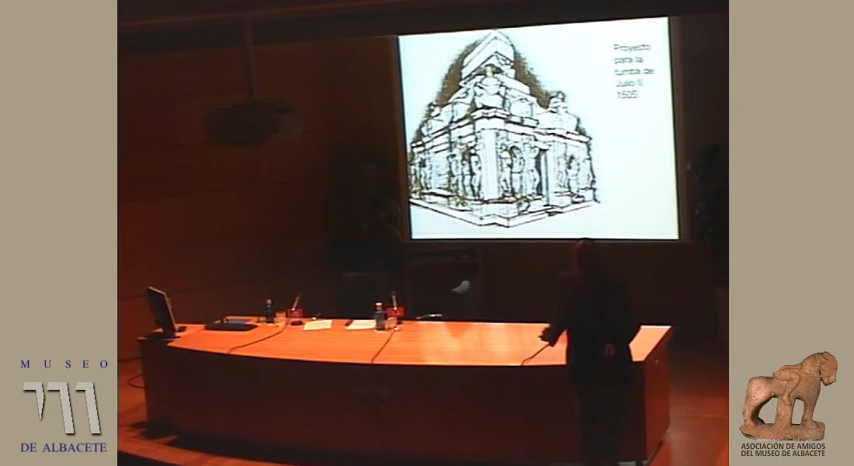 Proyecto
para la
tumba de
Julio II.
1505
MUSEO
DE ALBACETE
ASOCIACIÓN DE AMIGOS
DEL MUSEO DE ALBACETE